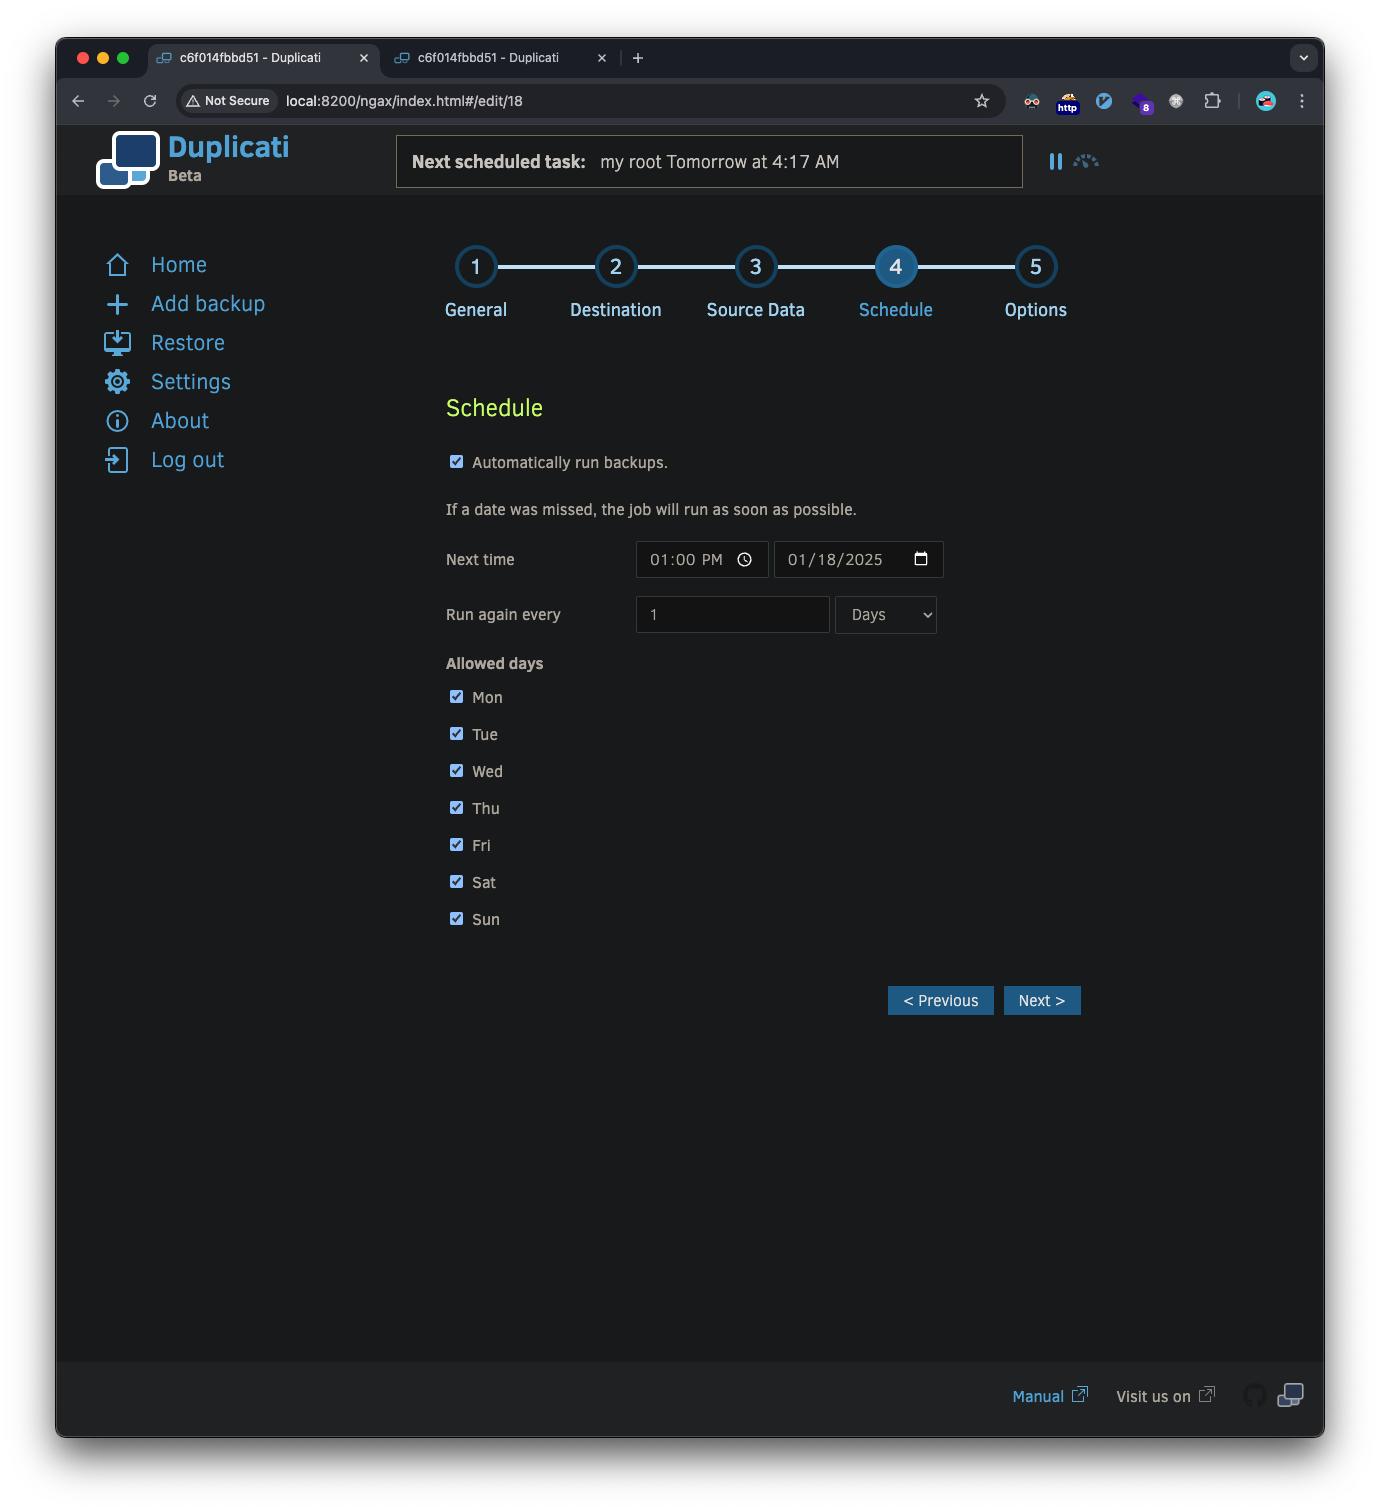 c6f014fbbd51 - Duplicati
c6f014fbbd51 - Duplicati
Not Secure
local:8200/ngax/index.html#/edit/18
http
8
Duplicati
Beta
Next scheduled task: my root Tomorrow at 4:17 AM
Home
Add backup
Restore
Settings
About
Log out
1 2 3 4 5
General Destination Source Data Schedule Options
Schedule
Automatically run backups.
If a date was missed, the job will run as soon as possible.
Next time 01:00 PM 01/18/2025
Run again every 1 Days
Allowed days
Mon
Tue
Wed
Thu
Fri
Sat
Sun
< Previous Next >
Manual Visit us on